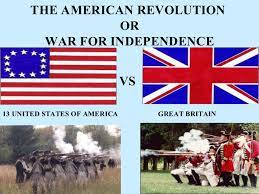 THE AMERICAN REVOLUTION
OR
WAR FOR INDEPENDENCE
VS
13 UNITED STATES OF AMERICA GREAT BRITAIN